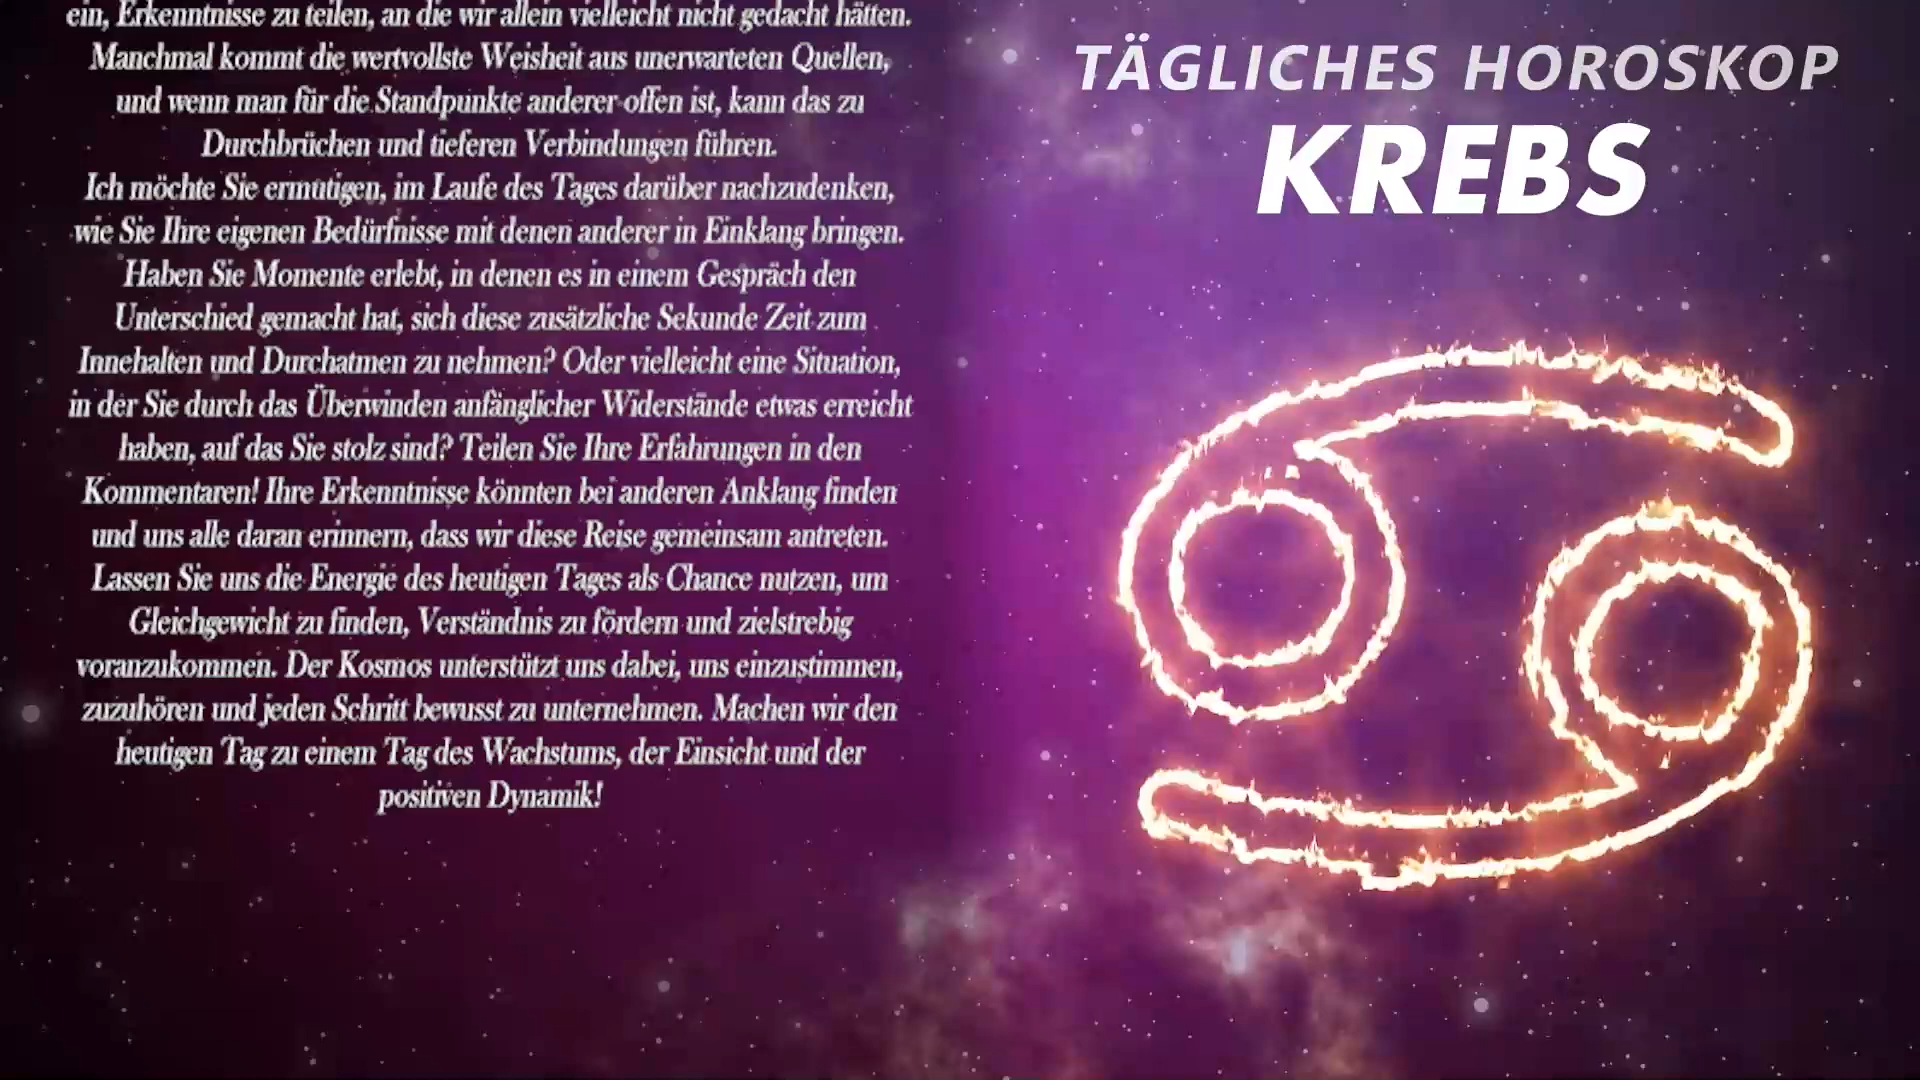 ein, Erkenntnisse zu teilen, an die wir allein vielleicht nicht gedacht hätten.
Manchmal kommt die wertvollste Weisheit aus unerwarteten Quellen,
und wenn man für die Standpunkte anderer offen ist, kann das zu
Durchbrüchen und tieferen Verbindungen führen.
Ich möchte Sie ermutigen, im Laufe des Tages darüber nachzudenken,
wie Sie Ihre eigenen Bedürfnisse mit denen anderer in Einklang bringen.
Haben Sie Momente erlebt, in denen es in einem Gespräch den
Unterschied gemacht hat, sich diese zusätzliche Sekunde Zeit zum
Innehalten und Durchatmen zu nehmen? Oder vielleicht eine Situation,
in der Sie durch das Überwinden anfänglicher Widerstände etwas erreicht
haben, auf das Sie stolz sind? Teilen Sie Ihre Erfahrungen in den
Kommentaren! Ihre Erkenntnisse könnten bei anderen Anklang finden
und uns alle daran erinnern, dass wir diese Reise gemeinsam antreten.
Lassen Sie uns die Energie des heutigen Tages als Chance nutzen, um
Gleichgewicht zu finden, Verständnis zu fördern und zielstrebig
voranzukommen. Der Kosmos unterstützt uns dabei, uns einzustimmen,
zuzuhören und jeden Schritt bewusst zu unternehmen. Machen wir den
heutigen Tag zu einem Tag des Wachstums, der Einsicht und der
positiven Dynamik!
TÄGLICHES HOROSKOP
KREBS